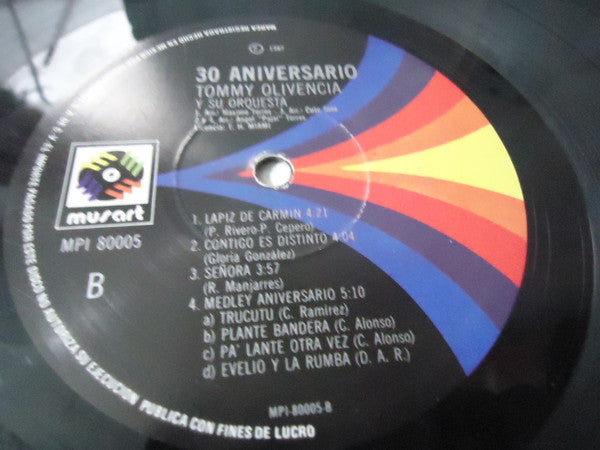 30 ANIVERSARIO
TOMMY OLIVENCIA
Y SU ORQUESTA
musart
MPI 80005
B
1. LAPIZ DE CARMIN 4:21
(P. Rivero-P. Cepero)
2. CONTIGO ES DISTINTO 4:04
(Gloria González)
3. SEÑORA 3:57
(R. Manjarres)
4. MEDLEY ANIVERSARIO 5:10
a) TRUCUTU (C. Ramirez)
b) PLANTE BANDERA (C. Alonso)
c) PA' LANTE OTRA VEZ (C. Alonso)
d) EVELIO Y LA RUMBA (D. A. R.)
MPI-80005-B
SU EJECUCION PUBLICA CON FINES DE LUCRO